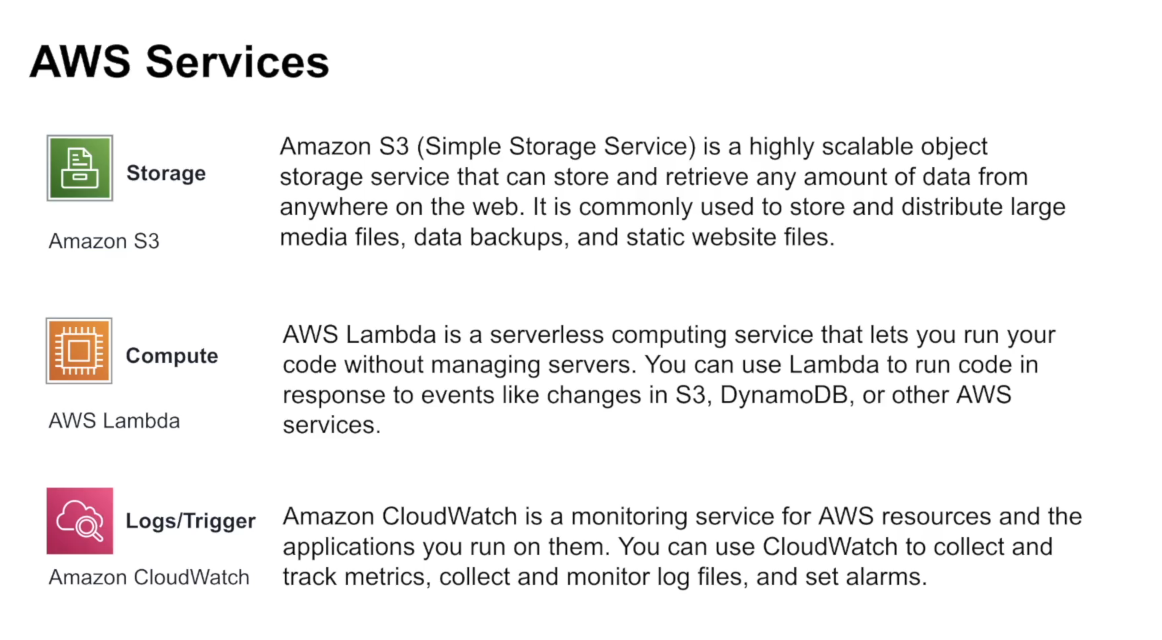 AWS Services
Storage
Amazon S3
Amazon S3 (Simple Storage Service) is a highly scalable object
storage service that can store and retrieve any amount of data from
anywhere on the web. It is commonly used to store and distribute large
media files, data backups, and static website files.
Compute
AWS Lambda
AWS Lambda is a serverless computing service that lets you run your
code without managing servers. You can use Lambda to run code in
response to events like changes in S3, DynamoDB, or other AWS
services.
Logs/Trigger
Amazon CloudWatch
Amazon CloudWatch is a monitoring service for AWS resources and the
applications you run on them. You can use CloudWatch to collect and
track metrics, collect and monitor log files, and set alarms.